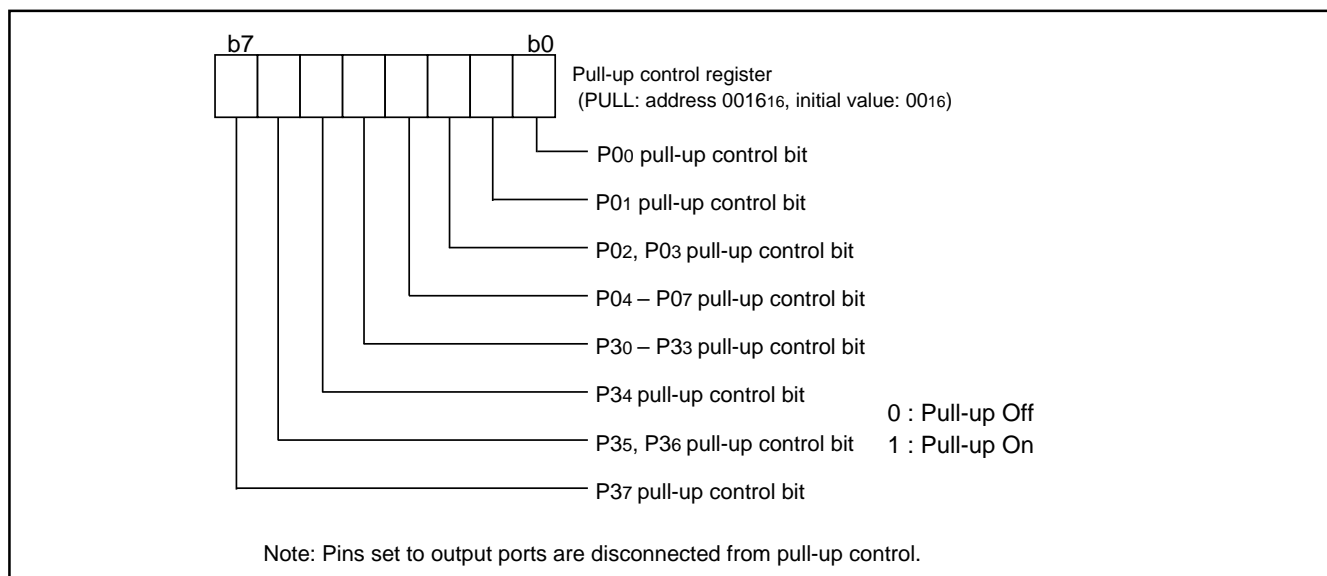 b7 b0
Pull-up control register
(PULL: address 001616, initial value: 0016)
P00 pull-up control bit
P01 pull-up control bit
P02, P03 pull-up control bit
P04 – P07 pull-up control bit
P30 – P33 pull-up control bit
P34 pull-up control bit
P35, P36 pull-up control bit
P37 pull-up control bit
0 : Pull-up Off
1 : Pull-up On
Note: Pins set to output ports are disconnected from pull-up control.